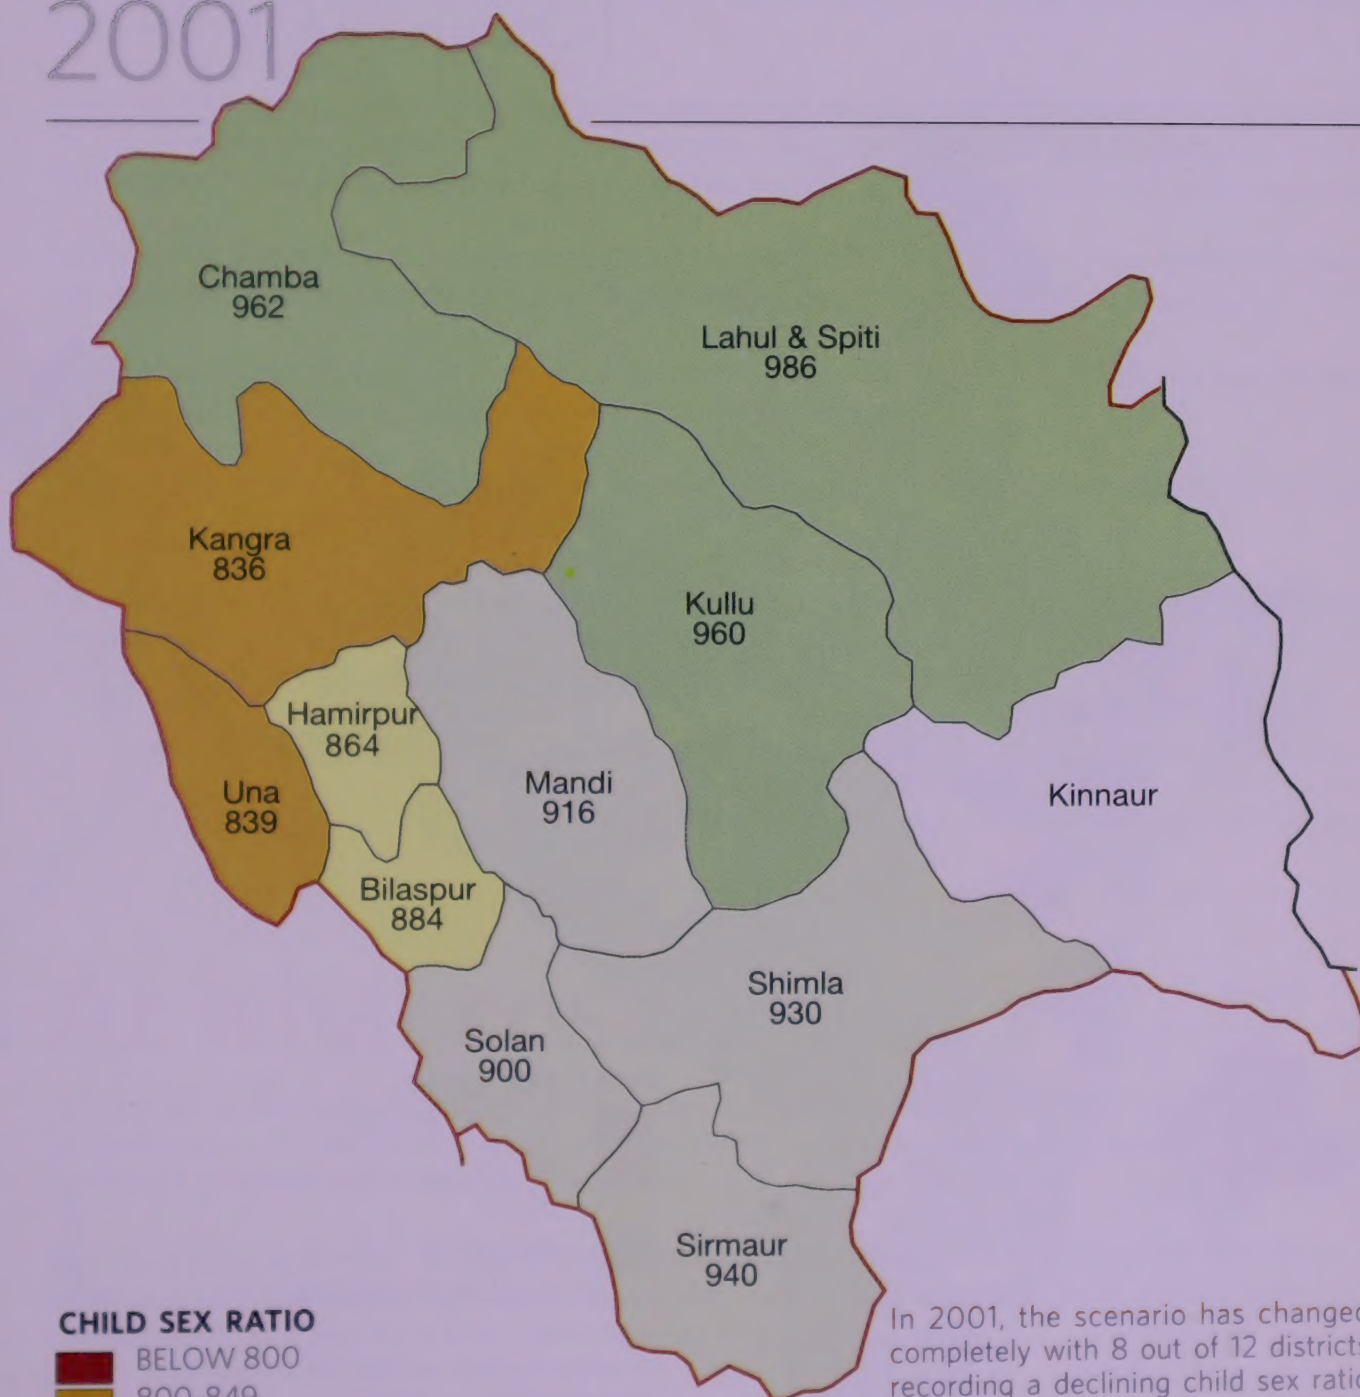 2001
Chamba
962
Lahul & Spiti
986
Kangra
836
Kullu
960
Hamirpur
864
Una
839
Mandi
916
Kinnaur
Bilaspur
884
Shimla
930
Solan
900
Sirmaur
940
CHILD SEX RATIO
BELOW 800
800-849
In 2001, the scenario has changed
completely with 8 out of 12 districts
recording a declining child sex ratio